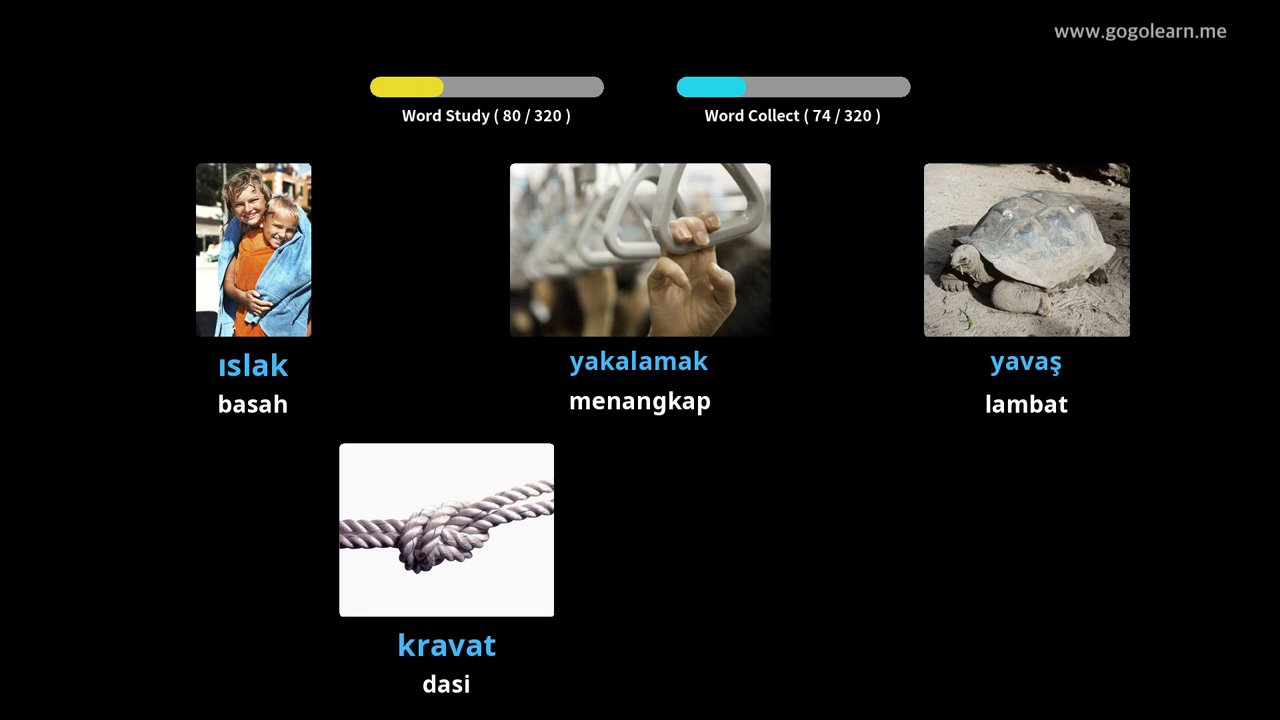 www.gogolearn.me
Word Study ( 80 / 320 )
Word Collect ( 74 / 320 )
ıslak
basah
yakalamak
menangkap
yavaş
lambat
kravat
dasi